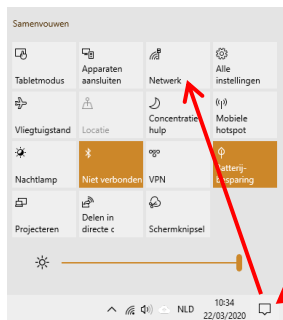 Samenvouwen
Tabletmodus
Apparaten
aansluiten
Netwerk
Alle
instellingen
Vliegtuigstand
Locatie
Concentratie
hulp
Mobiele
hotspot
Nachtlamp
Niet verbonden
VPN
Batterij-
besparing
Projecteren
Delen in
directe c
Schermknipsel
NLD
10:34
22/03/2020